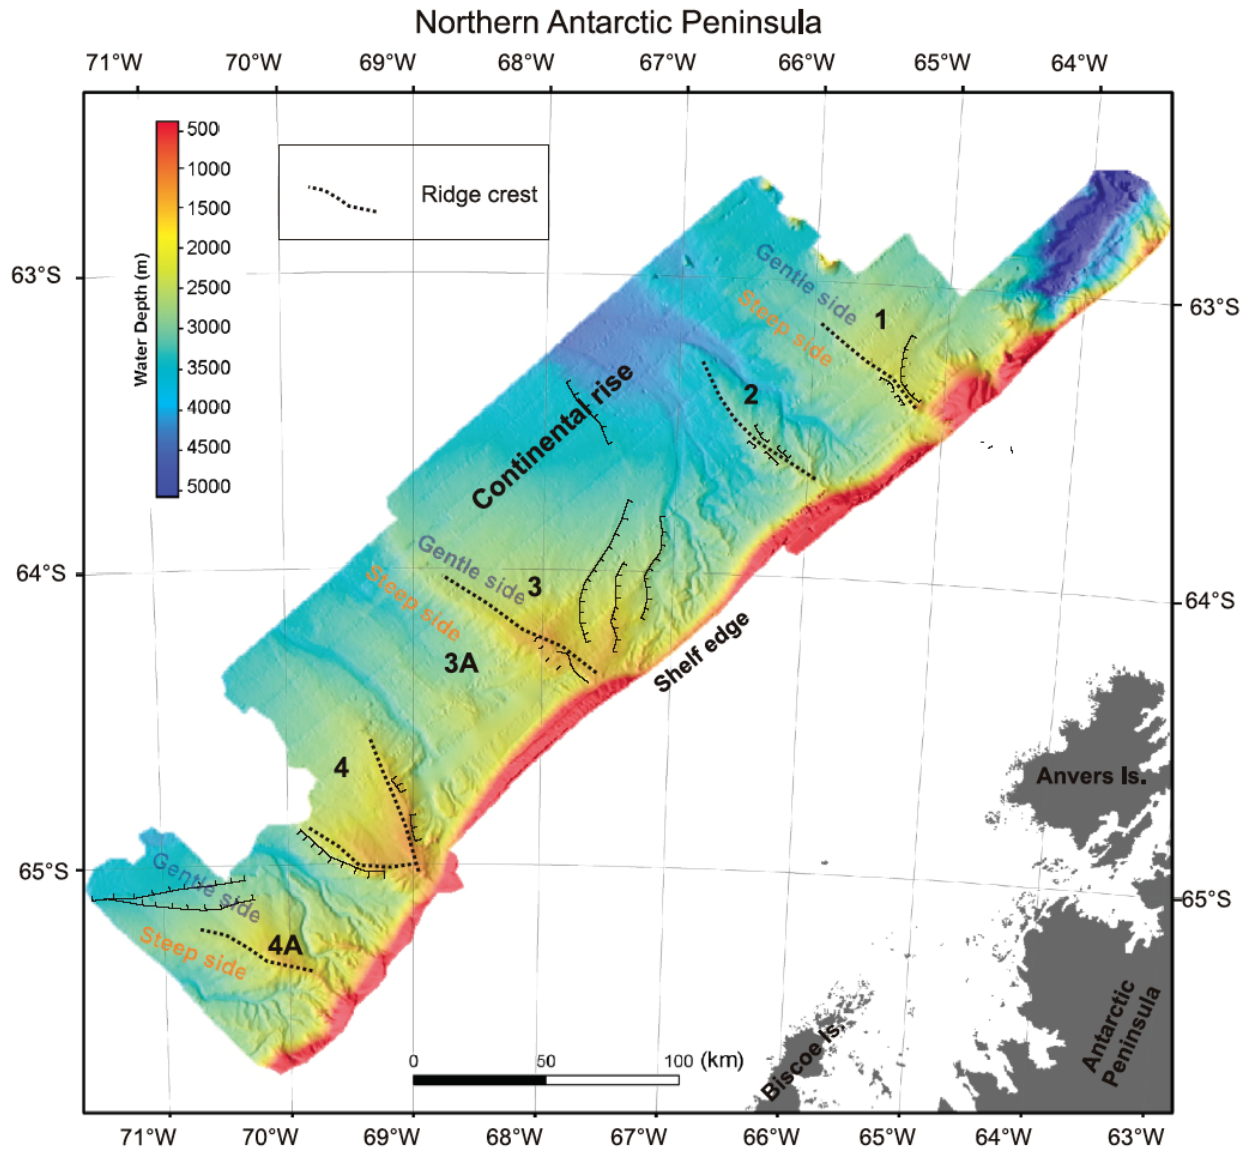 Northern Antarctic Peninsula
71°W 70°W 69°W 68°W 67°W 66°W 65°W 64°W
500
1000
1500
2000
2500
3000
3500
4000
4500
5000
Water Depth (m)
Ridge crest
63°S
63°S
Gentle side
Steep side
1
2
Continental rise
64°S
64°S
Gentle side
Steep side
3
3A
Shelf edge
4
Anvers Is.
65°S
65°S
Gentle side
Steep side
4A
0 50 100 (km)
Biscoe Is.
Antarctic
Peninsula
71°W 70°W 69°W 68°W 67°W 66°W 65°W 64°W 63°W